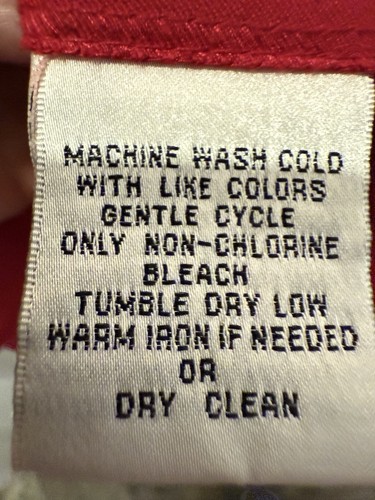 MACHINE WASH COLD
WITH LIKE COLORS
GENTLE CYCLE
ONLY NON-CHLORINE
BLEACH
TUMBLE DRY LOW
WARM IRON IF NEEDED
OR
DRY CLEAN